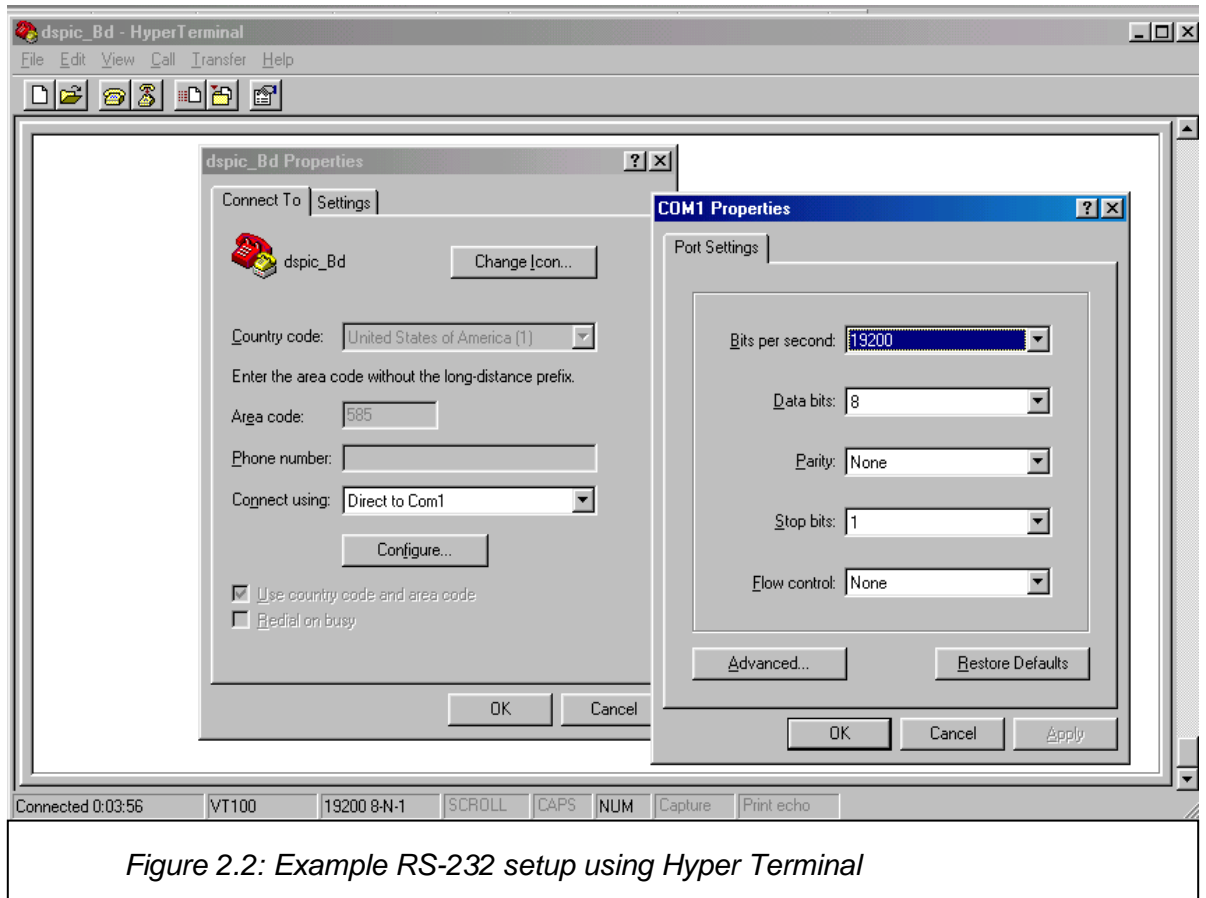 dspic_Bd - HyperTerminal
File Edit View Call Transfer Help
dspic_Bd Properties
Connect To Settings
dspic_Bd
Change Icon...
Country code: United States of America (1)
Enter the area code without the long-distance prefix.
Area code: 585
Phone number:
Connect using: Direct to Com1
Configure...
Use country code and area code
Redial on busy
OK Cancel
COM1 Properties
Port Settings
Bits per second: 19200
Data bits: 8
Parity: None
Stop bits: 1
Flow control: None
Advanced... Restore Defaults
OK Cancel Apply
Connected 0:03:56 VT100 19200 8-N-1 SCROLL CAPS NUM Capture Print echo
Figure 2.2: Example RS-232 setup using Hyper Terminal